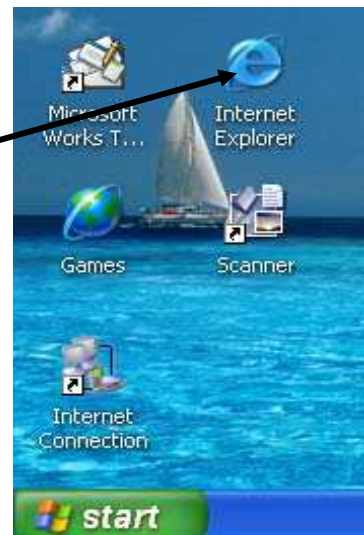 Microsoft
Works T...
Internet
Explorer
Games
Scanner
Internet
Connection
start